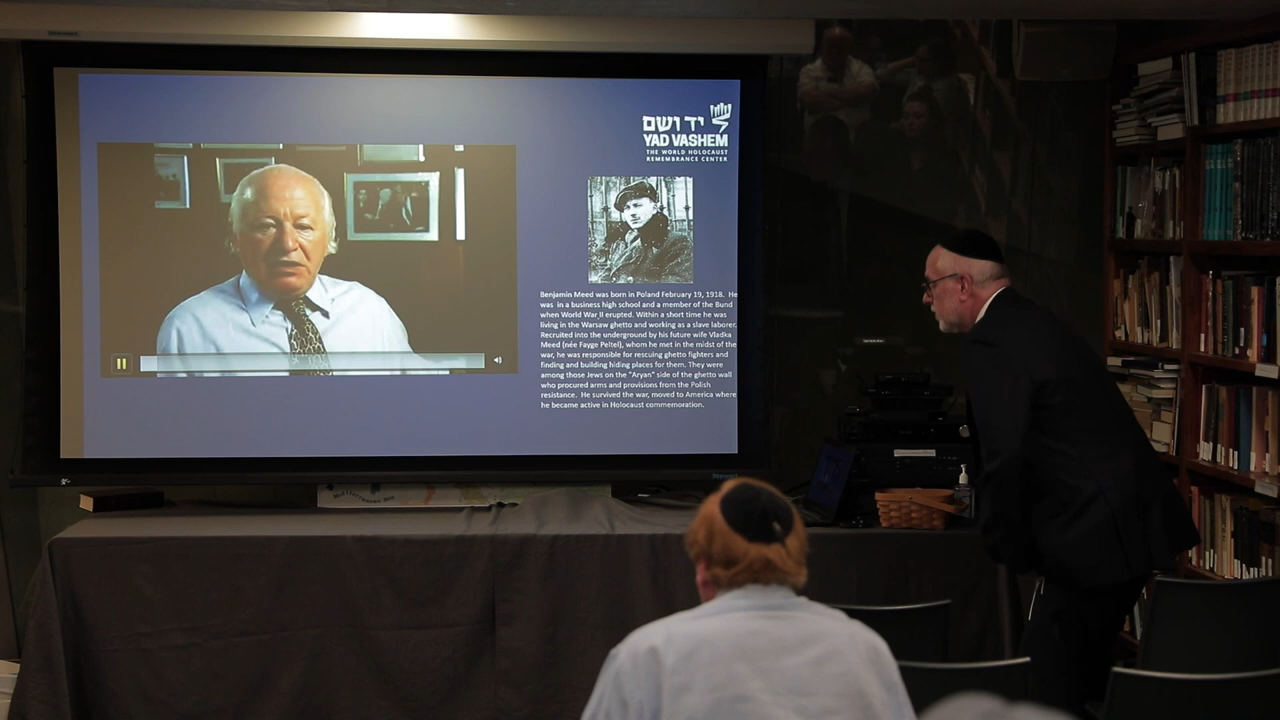 יד ושם
YAD VASHEM
THE WORLD HOLOCAUST
REMEMBRANCE CENTER
Benjamin Meed was born in Poland February 19, 1918. He
was in a business high school and a member of the Bund
when World War II erupted. Within a short time he was
living in the Warsaw ghetto and working as a slave laborer.
Recruited into the underground by his future wife Vladka
Meed (née Fayge Peltel), whom he met in the midst of the
war, he was responsible for rescuing ghetto fighters and
finding and building hiding places for them. They were
among those Jews on the "Aryan" side of the ghetto wall
who procured arms and provisions from the Polish
resistance. He survived the war, moved to America where
he became active in Holocaust commemoration.